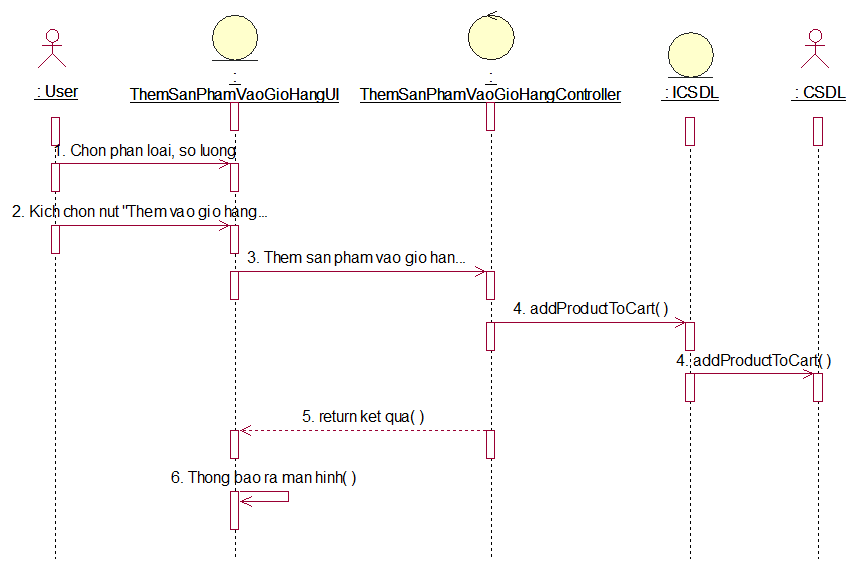 : User
:
ThemSanPhamVaoGioHangUI
:
ThemSanPhamVaoGioHangController
: ICSDL
: CSDL
1. Chon phan loai, so luong
2. Kich chon nut "Them vao gio hang...
3. Them san pham vao gio han...
4. addProductToCart( )
4. addProductToCart( )
5. return ket qua( )
6. Thong bao ra man hinh( )